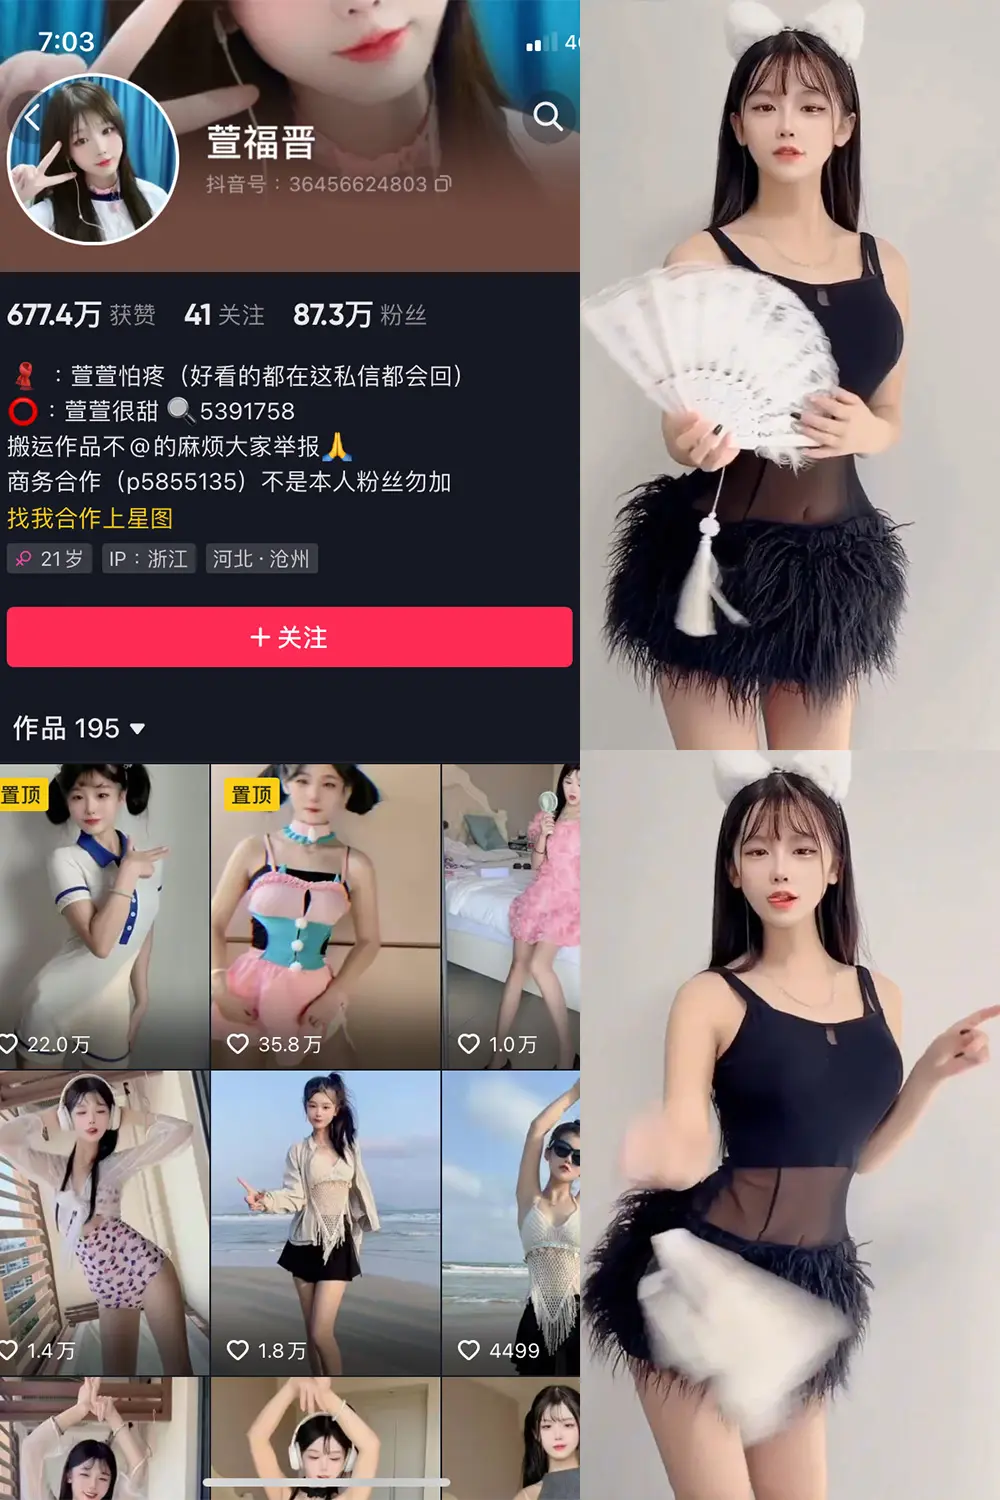 7:03
4G
萱福晋
抖音号：36456624803
677.4万 获赞 41 关注 87.3万 粉丝
：萱萱怕疼（好看的都在这私信都会回）
：萱萱很甜 5391758
搬运作品不@的麻烦大家举报
商务合作（p5855135）不是本人粉丝勿加
找我合作上星图
21岁 IP：浙江 河北·沧州
+ 关注
作品 195
置顶 置顶
22.0万 35.8万 1.0万
1.4万 1.8万 4499